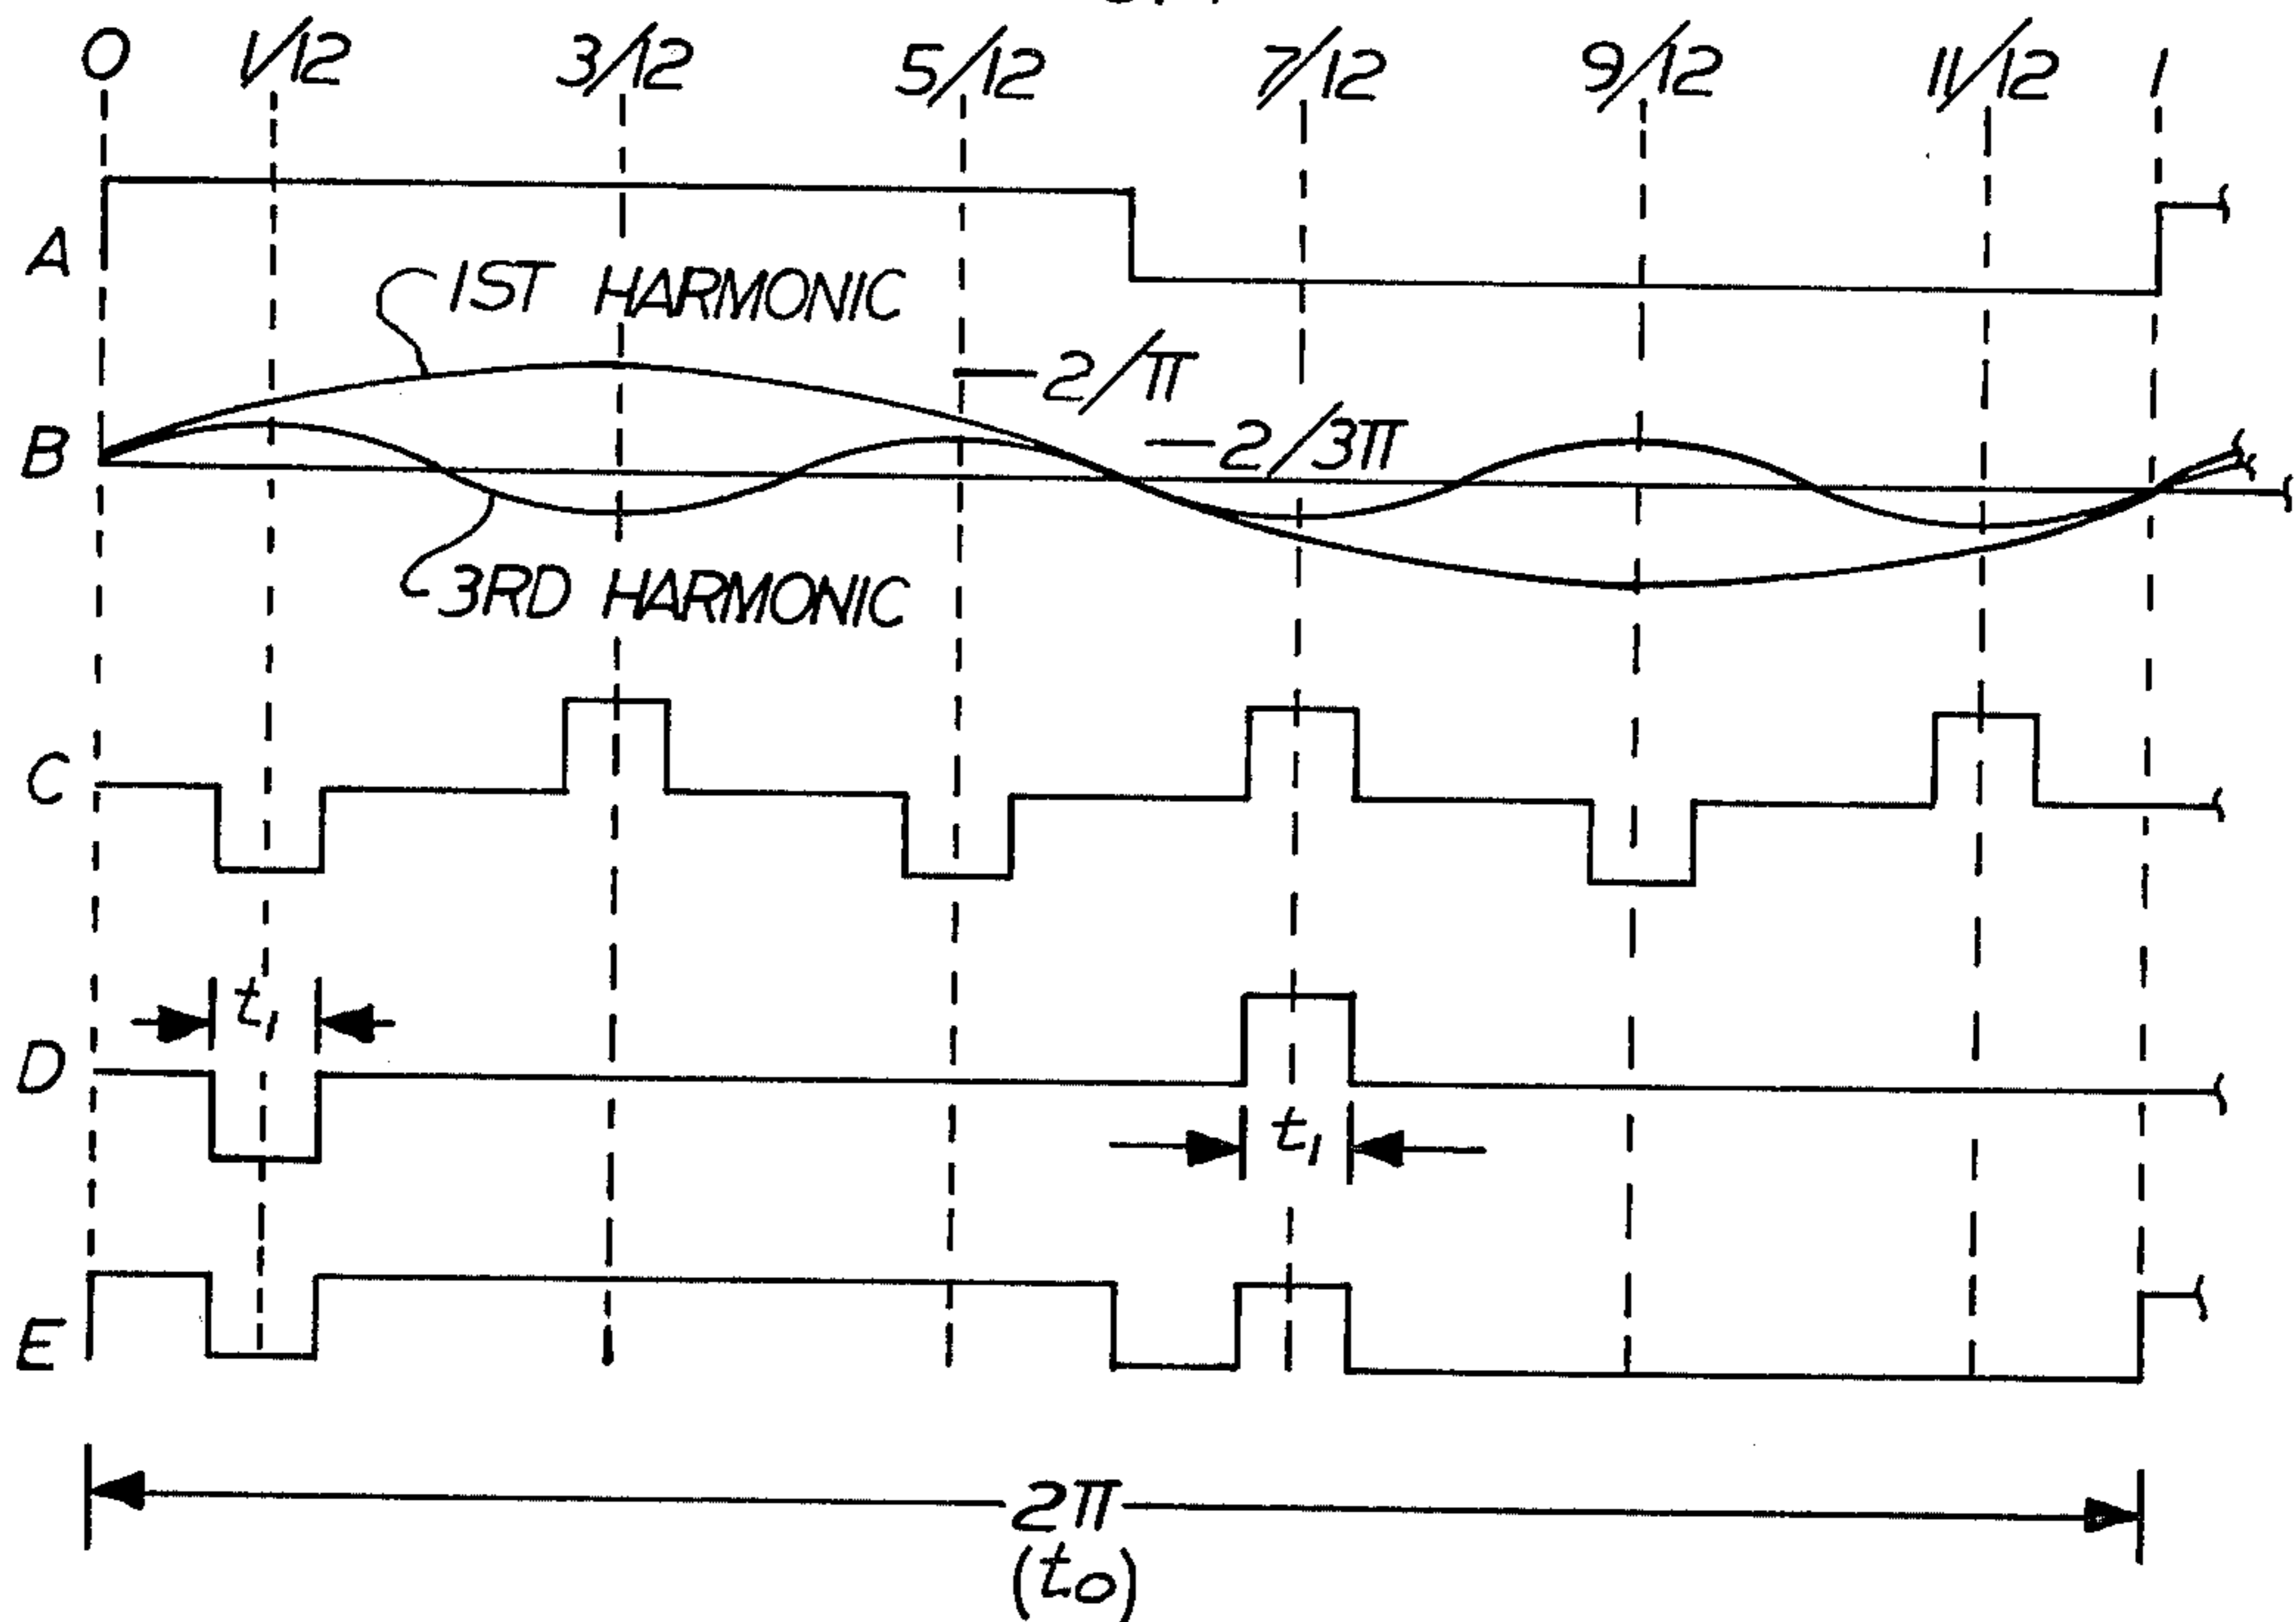 0 1/12 3/12 5/12 7/12 9/12 11/12 1
A
1ST HARMONIC
2/π
B
2/3π
3RD HARMONIC
C
t₁
D
t₁
E
2π
(t₀)